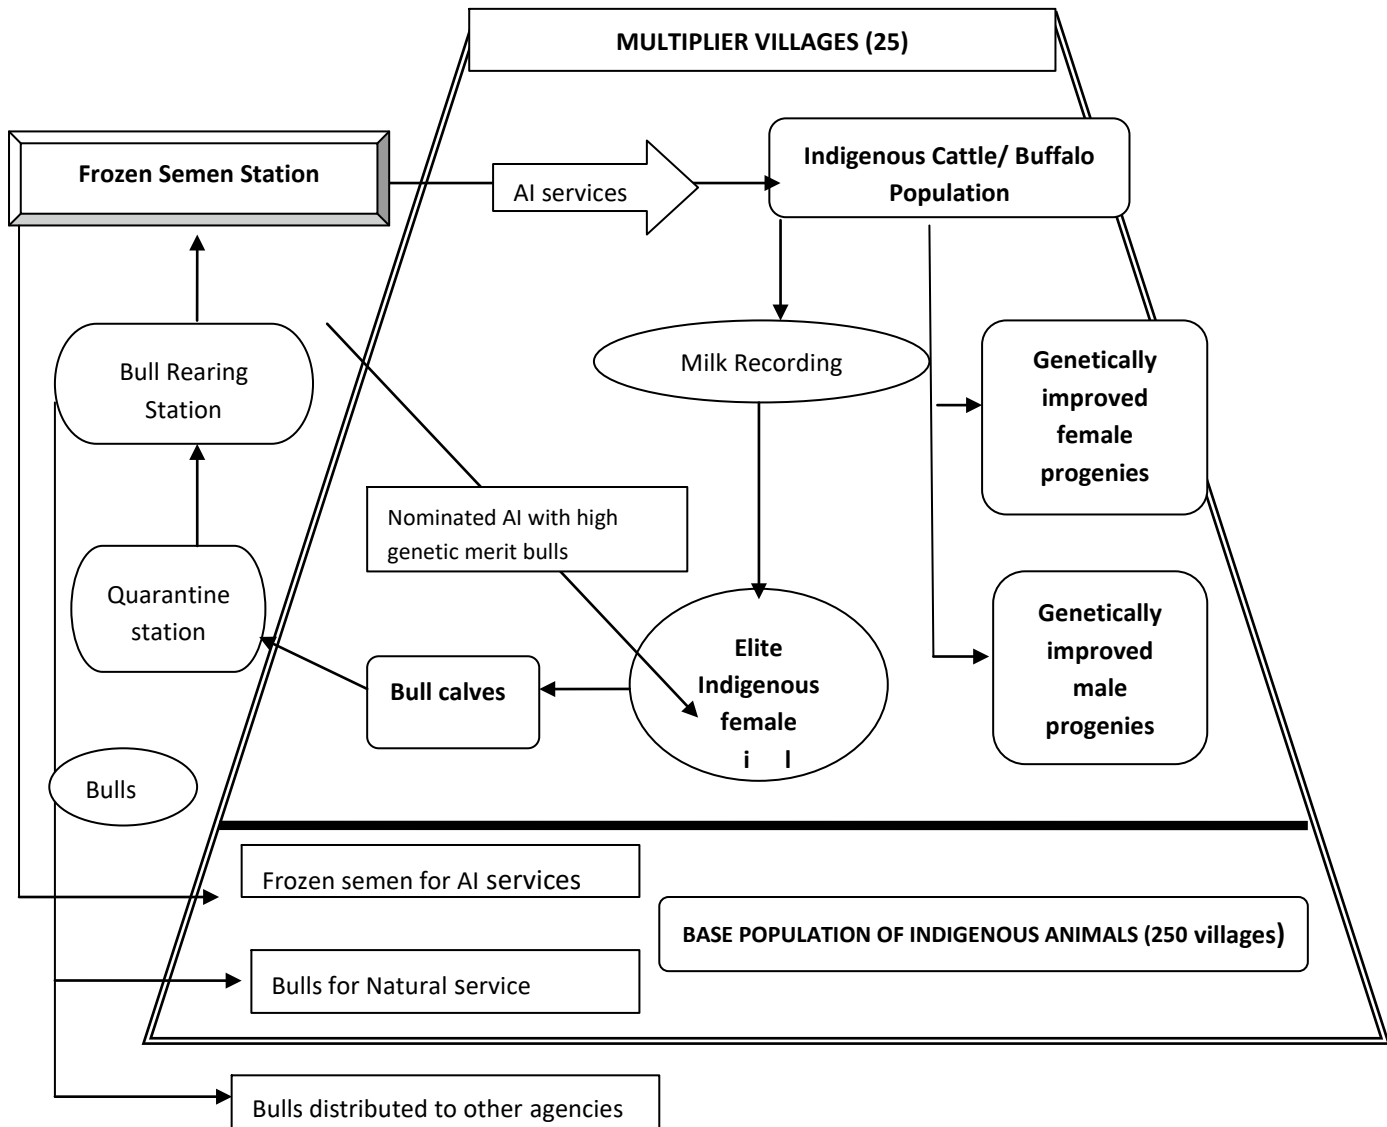 MULTIPLIER VILLAGES (25)
Frozen Semen Station
AI services
Indigenous Cattle/ Buffalo
Population
Bull Rearing
Station
Milk Recording
Genetically
improved
female
progenies
Nominated AI with high
genetic merit bulls
Quarantine
station
Bull calves
Elite
Indigenous
female
i l
Genetically
improved
male
progenies
Bulls
Frozen semen for AI services
BASE POPULATION OF INDIGENOUS ANIMALS (250 villages)
Bulls for Natural service
Bulls distributed to other agencies